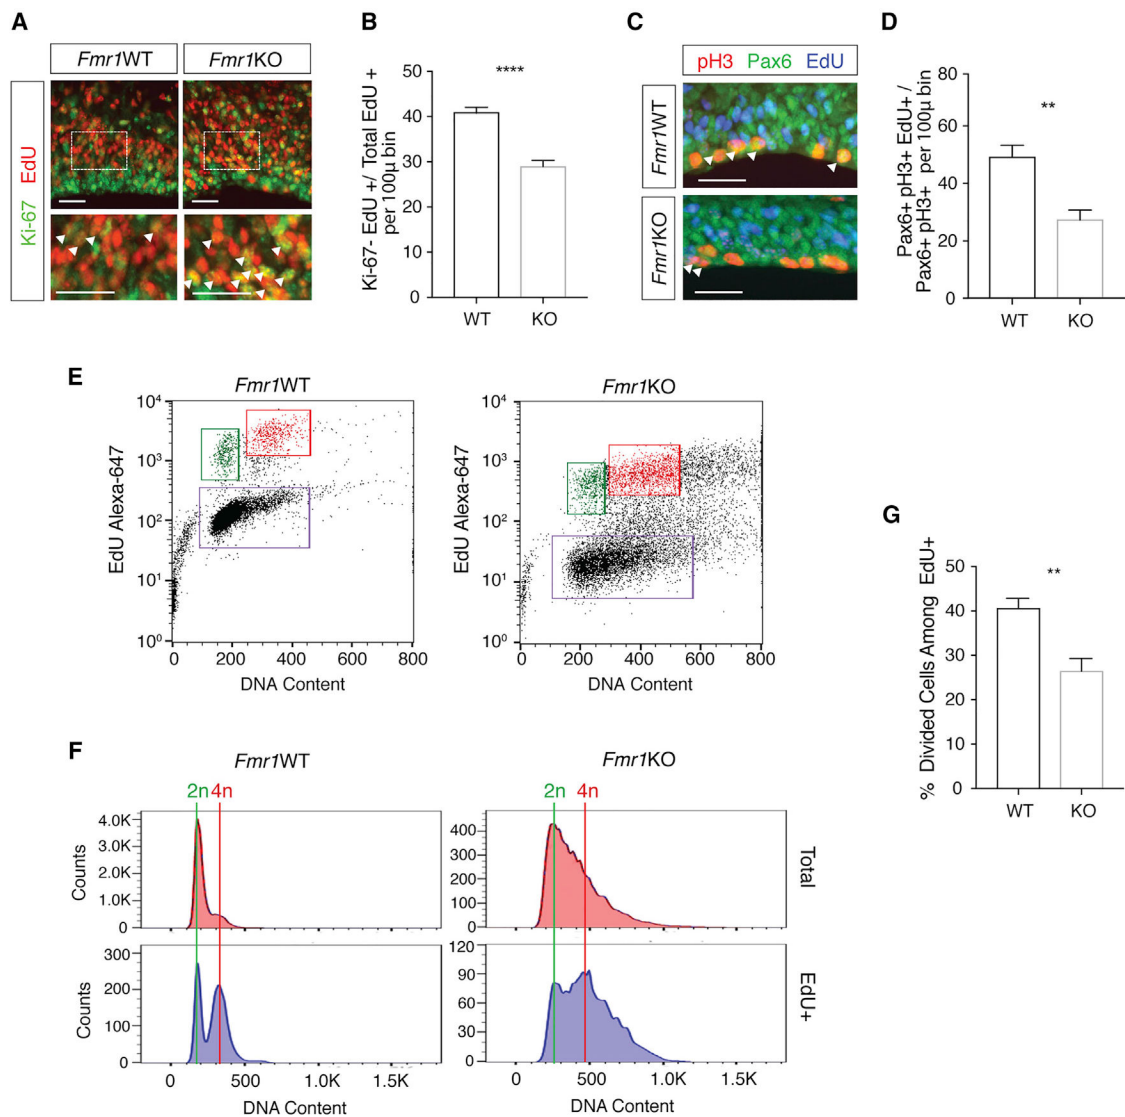 A
Fmr1WT
Fmr1KO
Ki-67 EdU
B
****
Ki-67- EdU +/ Total EdU +
per 100μ bin
50
40
30
20
10
0
WT
KO
C
pH3 Pax6 EdU
Fmr1WT
Fmr1KO
D
**
Pax6+ pH3+ EdU+ /
Pax6+ pH3+ per 100μ bin
80
60
40
20
0
WT
KO
E
Fmr1WT
EdU Alexa-647
10⁴
10³
10²
10¹
10⁰
0 200 400 600 800
DNA Content
Fmr1KO
EdU Alexa-647
10⁴
10³
10²
10¹
10⁰
0 200 400 600 800
DNA Content
G
**
% Divided Cells Among EdU+
50
40
30
20
10
0
WT
KO
F
Fmr1WT
Fmr1KO
2n 4n
2n 4n
Counts
4.0K
3.0K
2.0K
1.0K
0
400
300
200
100
0
Total
Counts
300
200
100
0
120
90
60
30
0
EdU+
0 500 1.0K 1.5K
DNA Content
0 500 1.0K 1.5K
DNA Content